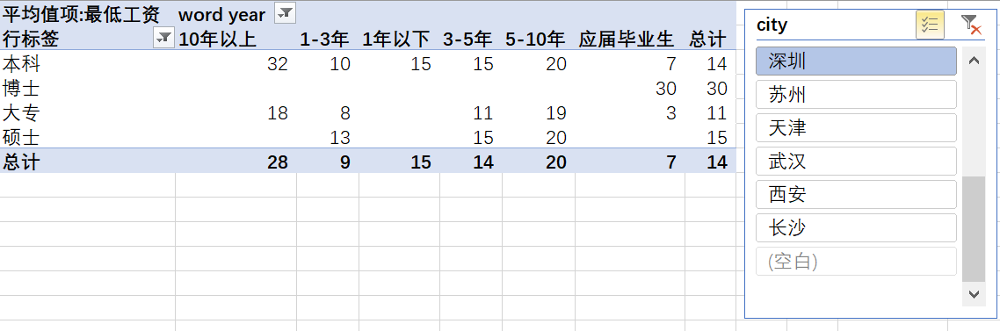 平均值项:最低工资 word year
行标签 10年以上 1-3年 1年以下 3-5年 5-10年 应届毕业生 总计
本科 32 10 15 15 20 7 14
博士 30 30
大专 18 8 11 19 3 11
硕士 13 15 20 15
总计 28 9 15 14 20 7 14
city
深圳
苏州
天津
武汉
西安
长沙
(空白)